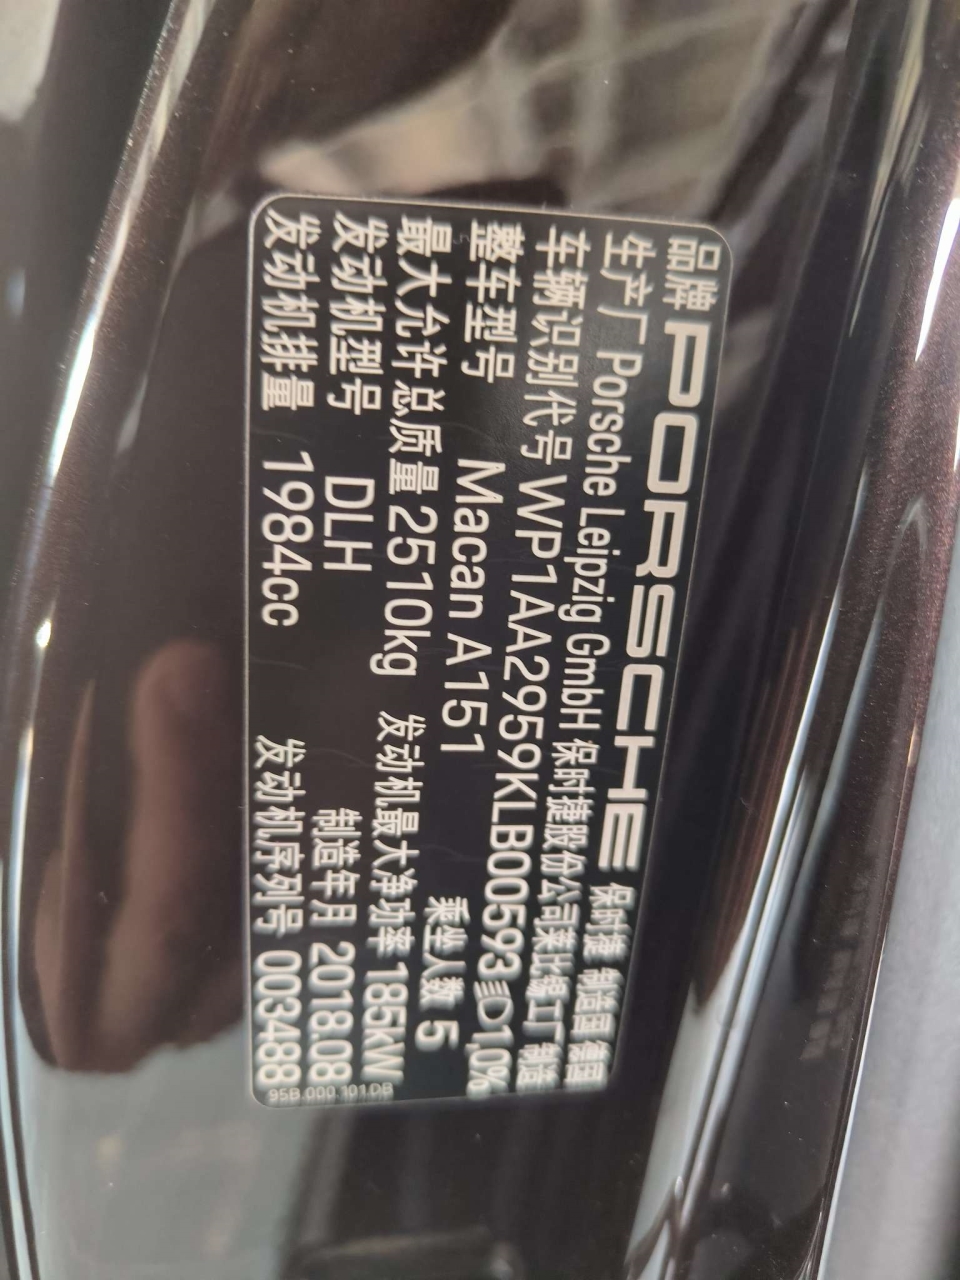 品牌 PORSCHE 保时捷 制造国 德国
生产厂 Porsche Leipzig GmbH 保时捷股份公司莱比锡工厂 制造
车辆识别代号 WP1AA2959KLB00593 1,0%
整车型号 Macan A151 乘坐人数 5
最大允许总质量 2510kg 发动机最大净功率 185kW
发动机型号 DLH 制造年月 2018.08
发动机排量 1984cc 发动机序列号 003488
95B.000.101.DB